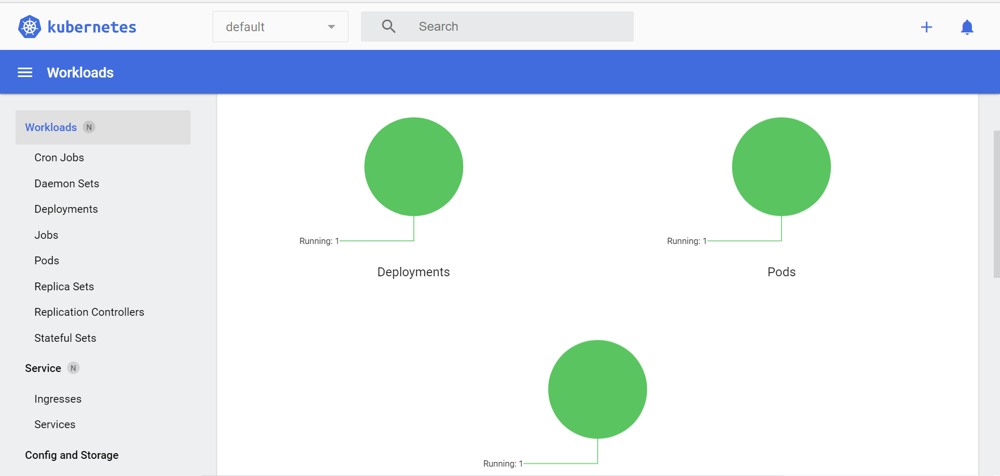 kubernetes
default
Search
Workloads
Workloads N
Cron Jobs
Daemon Sets
Deployments
Jobs
Pods
Replica Sets
Replication Controllers
Stateful Sets
Service N
Ingresses
Services
Config and Storage
Running: 1
Deployments
Running: 1
Pods
Running: 1